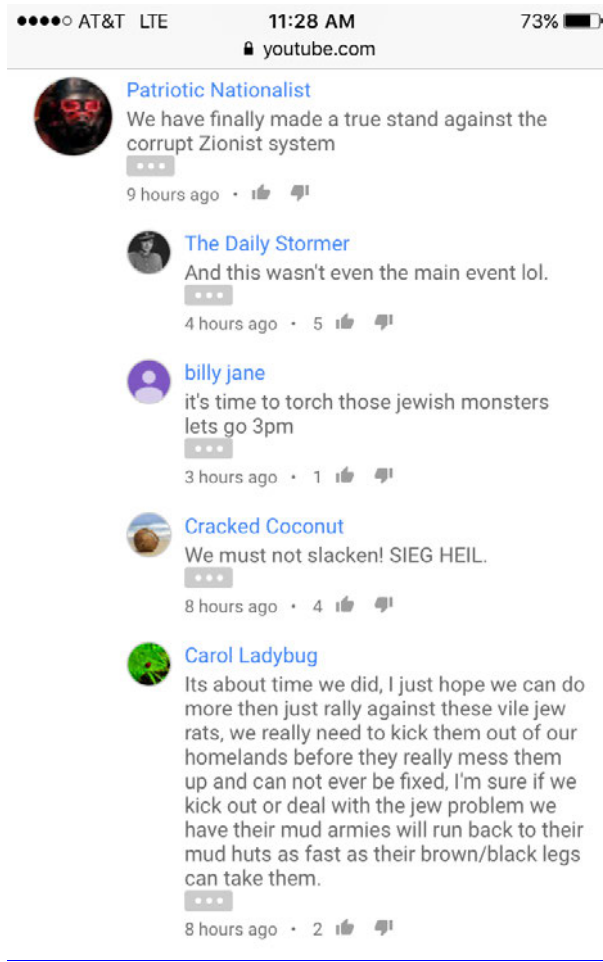 AT&T LTE 11:28 AM 73%
youtube.com
Patriotic Nationalist
We have finally made a true stand against the
corrupt Zionist system
9 hours ago •
The Daily Stormer
And this wasn't even the main event lol.
4 hours ago • 5
billy jane
it's time to torch those jewish monsters
lets go 3pm
3 hours ago • 1
Cracked Coconut
We must not slacken! SIEG HEIL.
8 hours ago • 4
Carol Ladybug
Its about time we did, I just hope we can do
more then just rally against these vile jew
rats, we really need to kick them out of our
homelands before they really mess them
up and can not ever be fixed, I'm sure if we
kick out or deal with the jew problem we
have their mud armies will run back to their
mud huts as fast as their brown/black legs
can take them.
8 hours ago • 2